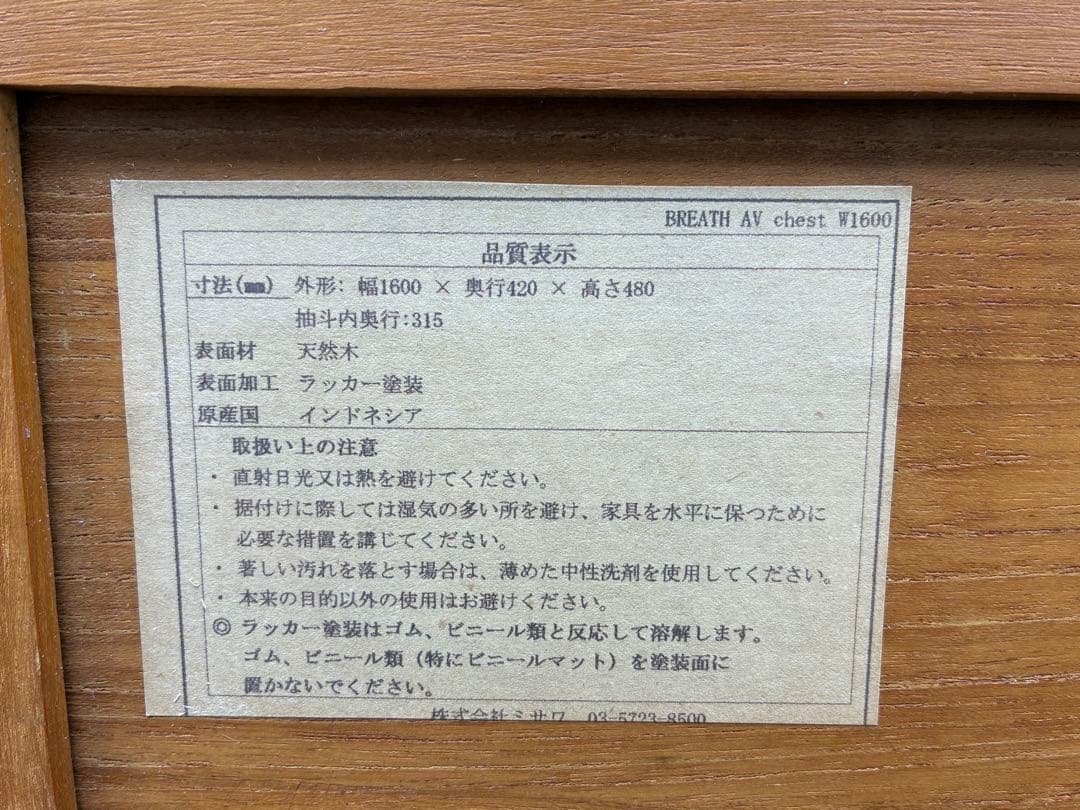 BREATH AV chest W1600
品質表示
寸法(mm) 外形: 幅1600 × 奥行420 × 高さ480
抽斗内奥行:315
表面材 天然木
表面加工 ラッカー塗装
原産国 インドネシア
取扱い上の注意
・ 直射日光又は熱を避けてください。
・ 据付けに際しては湿気の多い所を避け、家具を水平に保つために
必要な措置を講じてください。
・ 著しい汚れを落とす場合は、薄めた中性洗剤を使用してください。
・ 本来の目的以外の使用はお避けください。
◎ ラッカー塗装はゴム、ビニール類と反応して溶解します。
ゴム、ビニール類（特にビニールマット）を塗装面に
置かないでください。
株式会社ミサワ 03-5723-8500